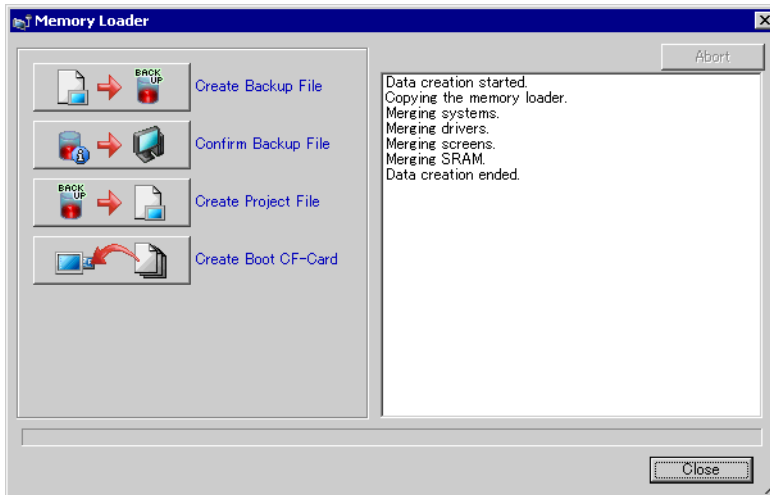 Memory Loader
Abort
BACK
UP
Create Backup File
Confirm Backup File
BACK
UP
Create Project File
Create Boot CF-Card
Data creation started.
Copying the memory loader.
Merging systems.
Merging drivers.
Merging screens.
Merging SRAM.
Data creation ended.
Close